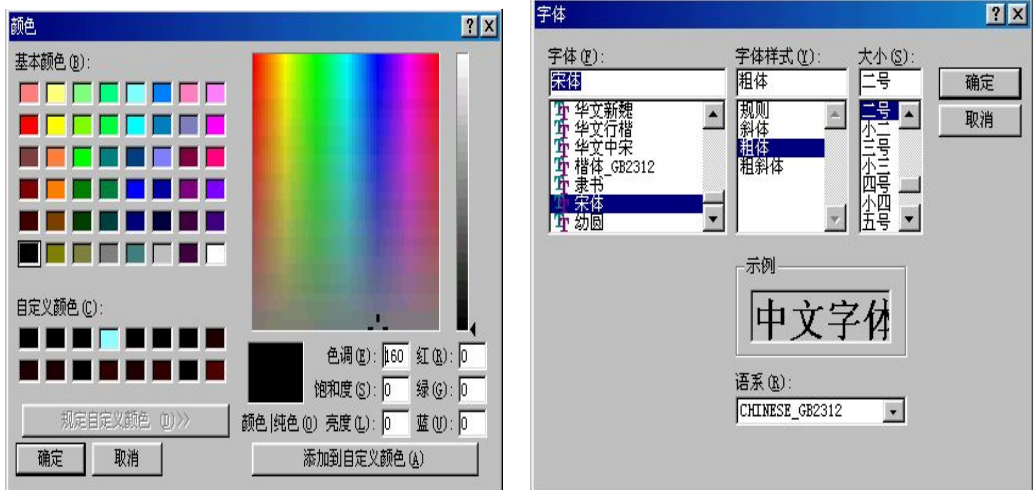 颜色
基本颜色(B):
自定义颜色(C):
规定自定义颜色 (D)>>
确定
取消
色调(E): 160
红(R): 0
饱和度(S): 0
绿(G): 0
颜色|纯色(O)
亮度(L): 0
蓝(U): 0
添加到自定义颜色(A)
字体
字体(F):
宋体
华文新魏
华文行楷
华文中宋
楷体_GB2312
隶书
宋体
幼圆
字体样式(Y):
粗体
规则
斜体
粗体
粗斜体
大小(S):
二号
二号
小二
三号
小三
四号
小四
五号
确定
取消
示例
中文字体
语系(R):
CHINESE_GB2312